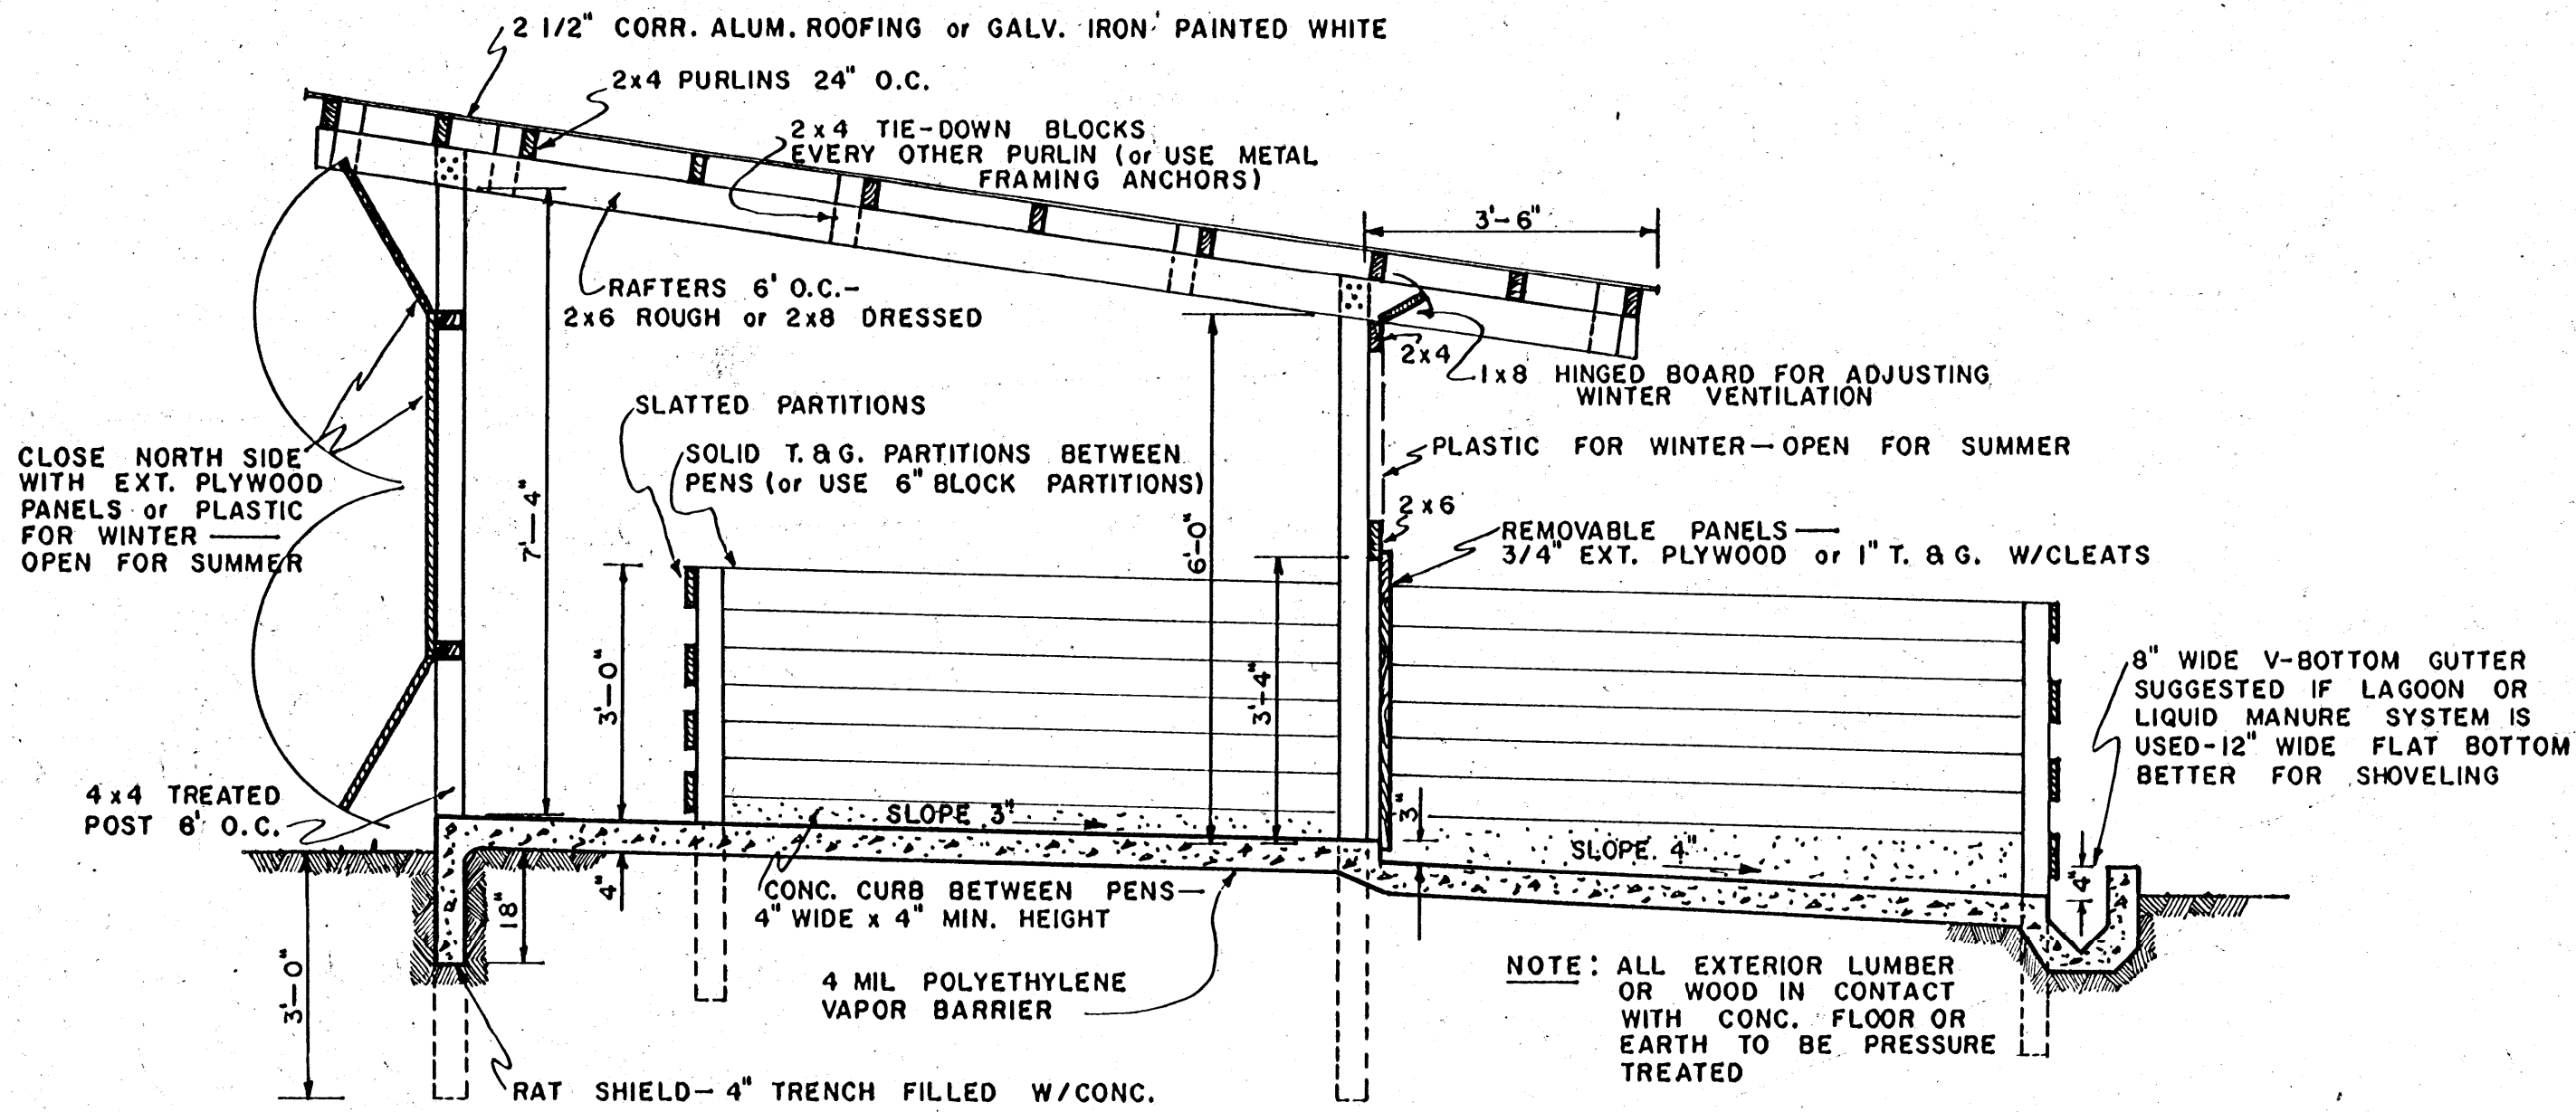 2 1/2" CORR. ALUM. ROOFING or GALV. IRON PAINTED WHITE
2x4 PURLINS 24" O.C.
2x4 TIE-DOWN BLOCKS
EVERY OTHER PURLIN (or USE METAL
FRAMING ANCHORS)
3'-6"
RAFTERS 6' O.C.-
2x6 ROUGH or 2x8 DRESSED
2x4
1x8 HINGED BOARD FOR ADJUSTING
WINTER VENTILATION
SLATTED PARTITIONS
SOLID T. & G. PARTITIONS BETWEEN
PENS (or USE 6" BLOCK PARTITIONS)
PLASTIC FOR WINTER—OPEN FOR SUMMER
CLOSE NORTH SIDE
WITH EXT. PLYWOOD
PANELS or PLASTIC
FOR WINTER —
OPEN FOR SUMMER
7'-4"
6'-0"
2x6
REMOVABLE PANELS —
3/4" EXT. PLYWOOD or 1" T. & G. W/CLEATS
3'-0"
3'-4"
8" WIDE V-BOTTOM GUTTER
SUGGESTED IF LAGOON OR
LIQUID MANURE SYSTEM IS
USED-12" WIDE FLAT BOTTOM
BETTER FOR SHOVELING
4x4 TREATED
POST 6' O.C.
SLOPE 3"
3"
SLOPE 4"
4"
18"
4"
CONC. CURB BETWEEN PENS—
4" WIDE x 4" MIN. HEIGHT
3'-0"
4 MIL POLYETHYLENE
VAPOR BARRIER
NOTE: ALL EXTERIOR LUMBER
OR WOOD IN CONTACT
WITH CONC. FLOOR OR
EARTH TO BE PRESSURE
TREATED
RAT SHIELD— 4" TRENCH FILLED W/CONC.